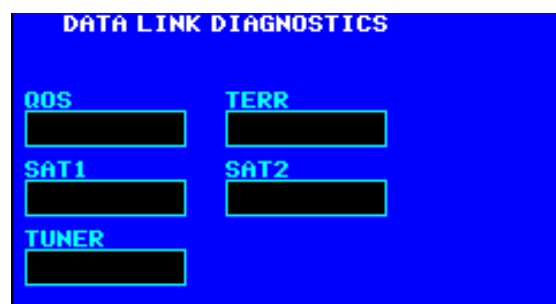 DATA LINK DIAGNOSTICS
QOS TERR
SAT1 SAT2
TUNER